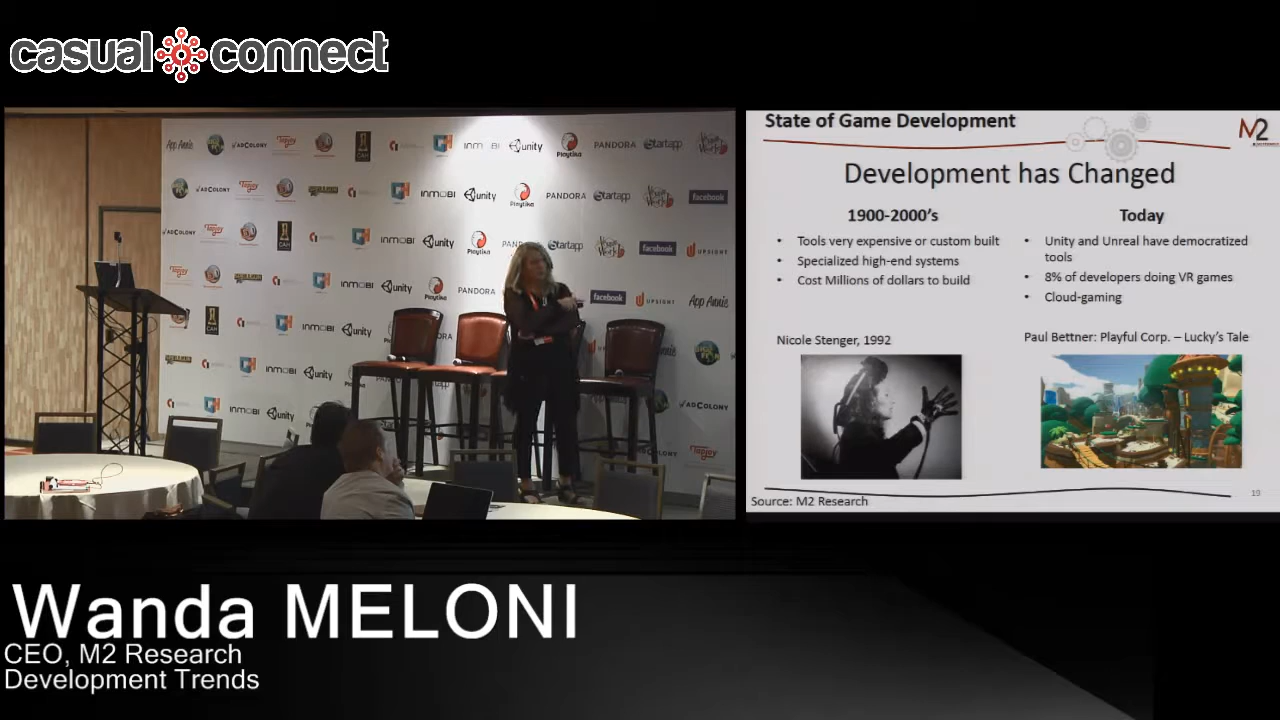 casual connect
App Annie
ADCOLONY
Tapjoy
INMOBI
unity
Playtika
PANDORA
StartApp
facebook
UPSIGHT
State of Game Development
M2
Development has Changed
1900-2000's
• Tools very expensive or custom built
• Specialized high-end systems
• Cost Millions of dollars to build
Today
• Unity and Unreal have democratized
tools
• 8% of developers doing VR games
• Cloud-gaming
Nicole Stenger, 1992
Paul Bettner: Playful Corp. – Lucky's Tale
Source: M2 Research
19
Wanda MELONI
CEO, M2 Research
Development Trends